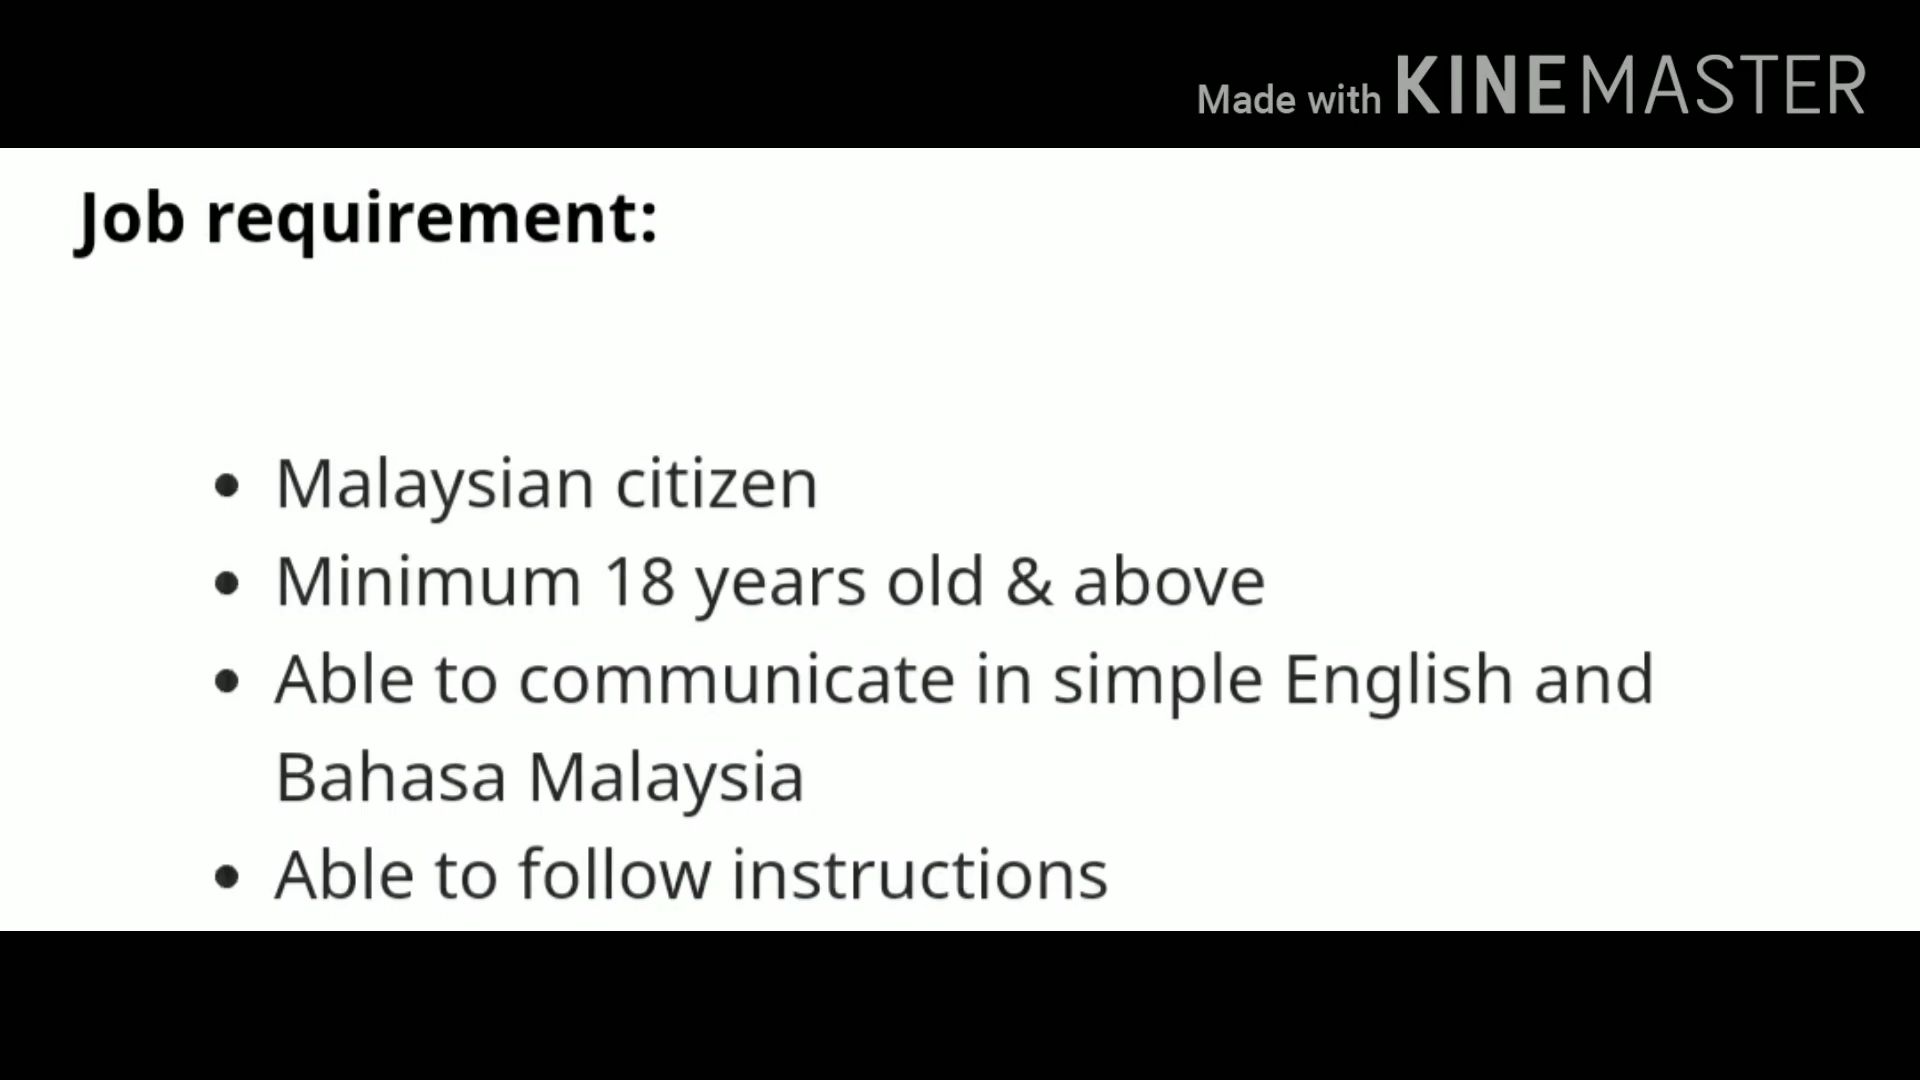 Made with KINEMASTER
Job requirement:
• Malaysian citizen
• Minimum 18 years old & above
• Able to communicate in simple English and
Bahasa Malaysia
• Able to follow instructions